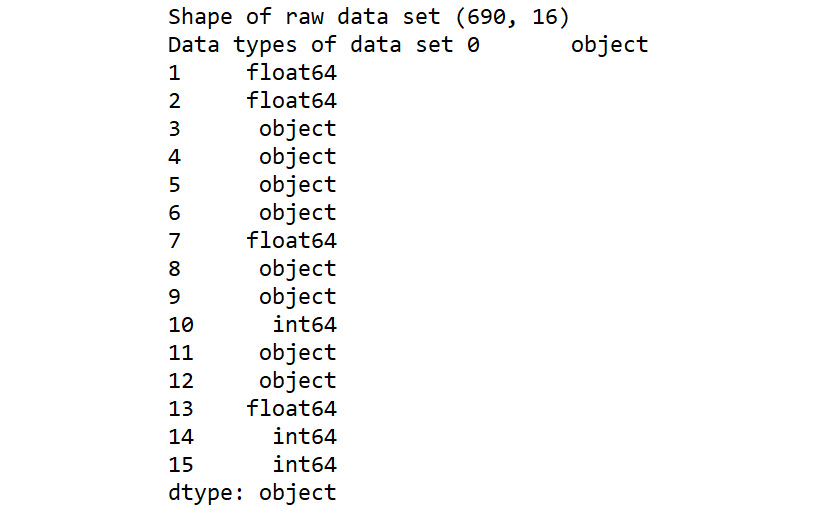 Shape of raw data set (690, 16)
Data types of data set 0       object
1     float64
2     float64
3      object
4      object
5      object
6      object
7     float64
8      object
9      object
10      int64
11     object
12     object
13    float64
14      int64
15      int64
dtype: object